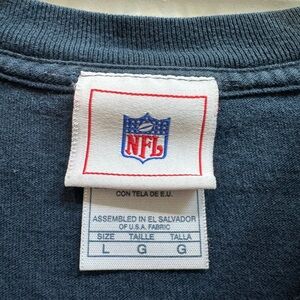 NFL
CON TELA DE E.U.
ASSEMBLED IN EL SALVADOR
OF U.S.A. FABRIC
SIZE TAILLE TALLA
L G G